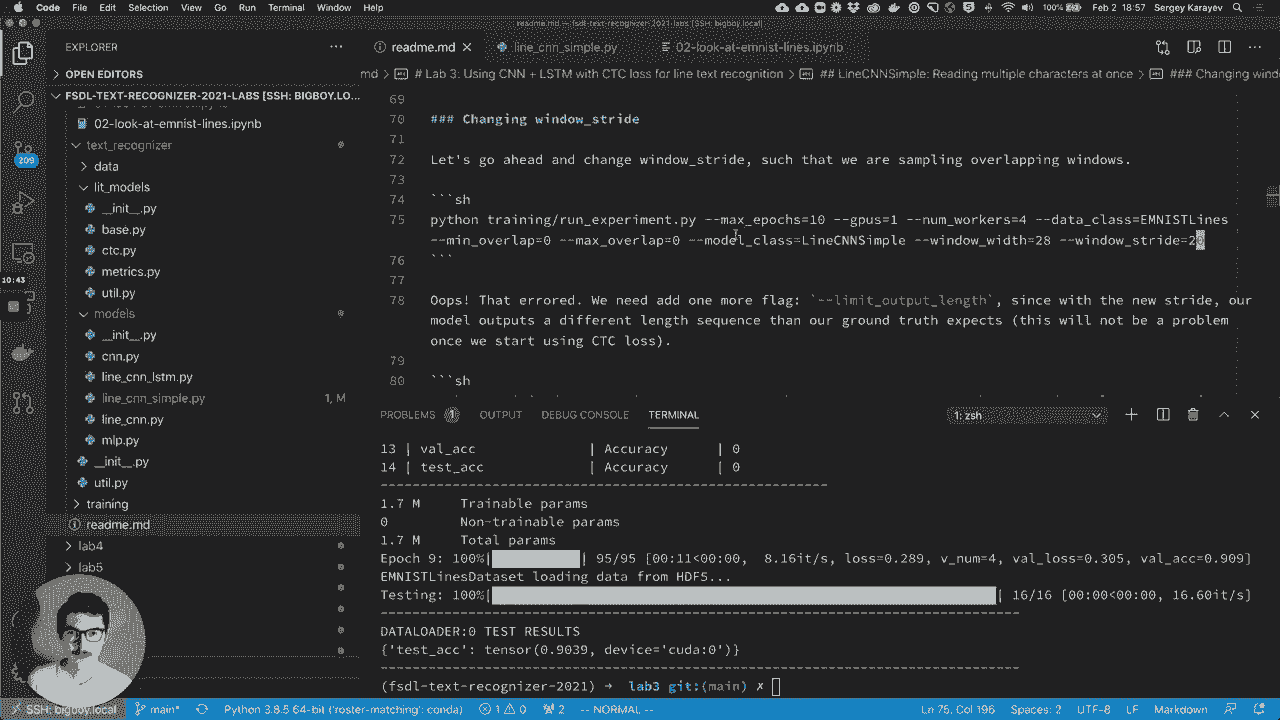 Code File Edit Selection View Go Run Terminal Window Help
100% Feb 2 18:57 Sergey Karayev
readme.md — fsdl-text-recognizer-2021-labs [SSH: bigboy.local]
EXPLORER
readme.md
line_cnn_simple.py
02-look-at-emnist-lines.ipynb
OPEN EDITORS
md > # Lab 3: Using CNN + LSTM with CTC loss for line text recognition > ## LineCNNSimple: Reading multiple characters at once > ### Changing wind
FSDL-TEXT-RECOGNIZER-2021-LABS [SSH: BIGBOY.LO...
02-look-at-emnist-lines.ipynb
text_recognizer
data
lit_models
__init__.py
base.py
ctc.py
metrics.py
util.py
models
__init__.py
cnn.py
line_cnn_lstm.py
line_cnn_simple.py 1, M
line_cnn.py
mlp.py
__init__.py
util.py
training
readme.md
lab4
lab5
209
10:43
69
70 ### Changing window_stride
71
72 Let's go ahead and change window_stride, such that we are sampling overlapping windows.
73
74 ```sh
75 python training/run_experiment.py --max_epochs=10 --gpus=1 --num_workers=4 --data_class=EMNISTLines
--min_overlap=0 --max_overlap=0 --model_class=LineCNNSimple --window_width=28 --window_stride=20
76 ```
77
78 Oops! That errored. We need add one more flag: `--limit_output_length`, since with the new stride, our
model outputs a different length sequence than our ground truth expects (this will not be a problem
once we start using CTC loss).
79
80 ```sh
PROBLEMS 1 OUTPUT DEBUG CONSOLE TERMINAL 1: zsh
13 | val_acc | Accuracy | 0
14 | test_acc | Accuracy | 0
-------------------------------------------------------
1.7 M Trainable params
0 Non-trainable params
1.7 M Total params
Epoch 9: 100%| | 95/95 [00:11<00:00, 8.16it/s, loss=0.289, v_num=4, val_loss=0.305, val_acc=0.909]
EMNISTLinesDataset loading data from HDF5...
Testing: 100%| | 16/16 [00:00<00:00, 16.60it/s]
--------------------------------------------------------------------------------
DATALOADER:0 TEST RESULTS
{'test_acc': tensor(0.9039, device='cuda:0')}
--------------------------------------------------------------------------------
(fsdl-text-recognizer-2021) → lab3 git:(main) ✗
SSH: bigboy.local main* Python 3.8.5 64-bit ('roster-matching': conda) 1 0 2 -- NORMAL -- Ln 75, Col 196 Spaces: 2 UTF-8 LF Markdown